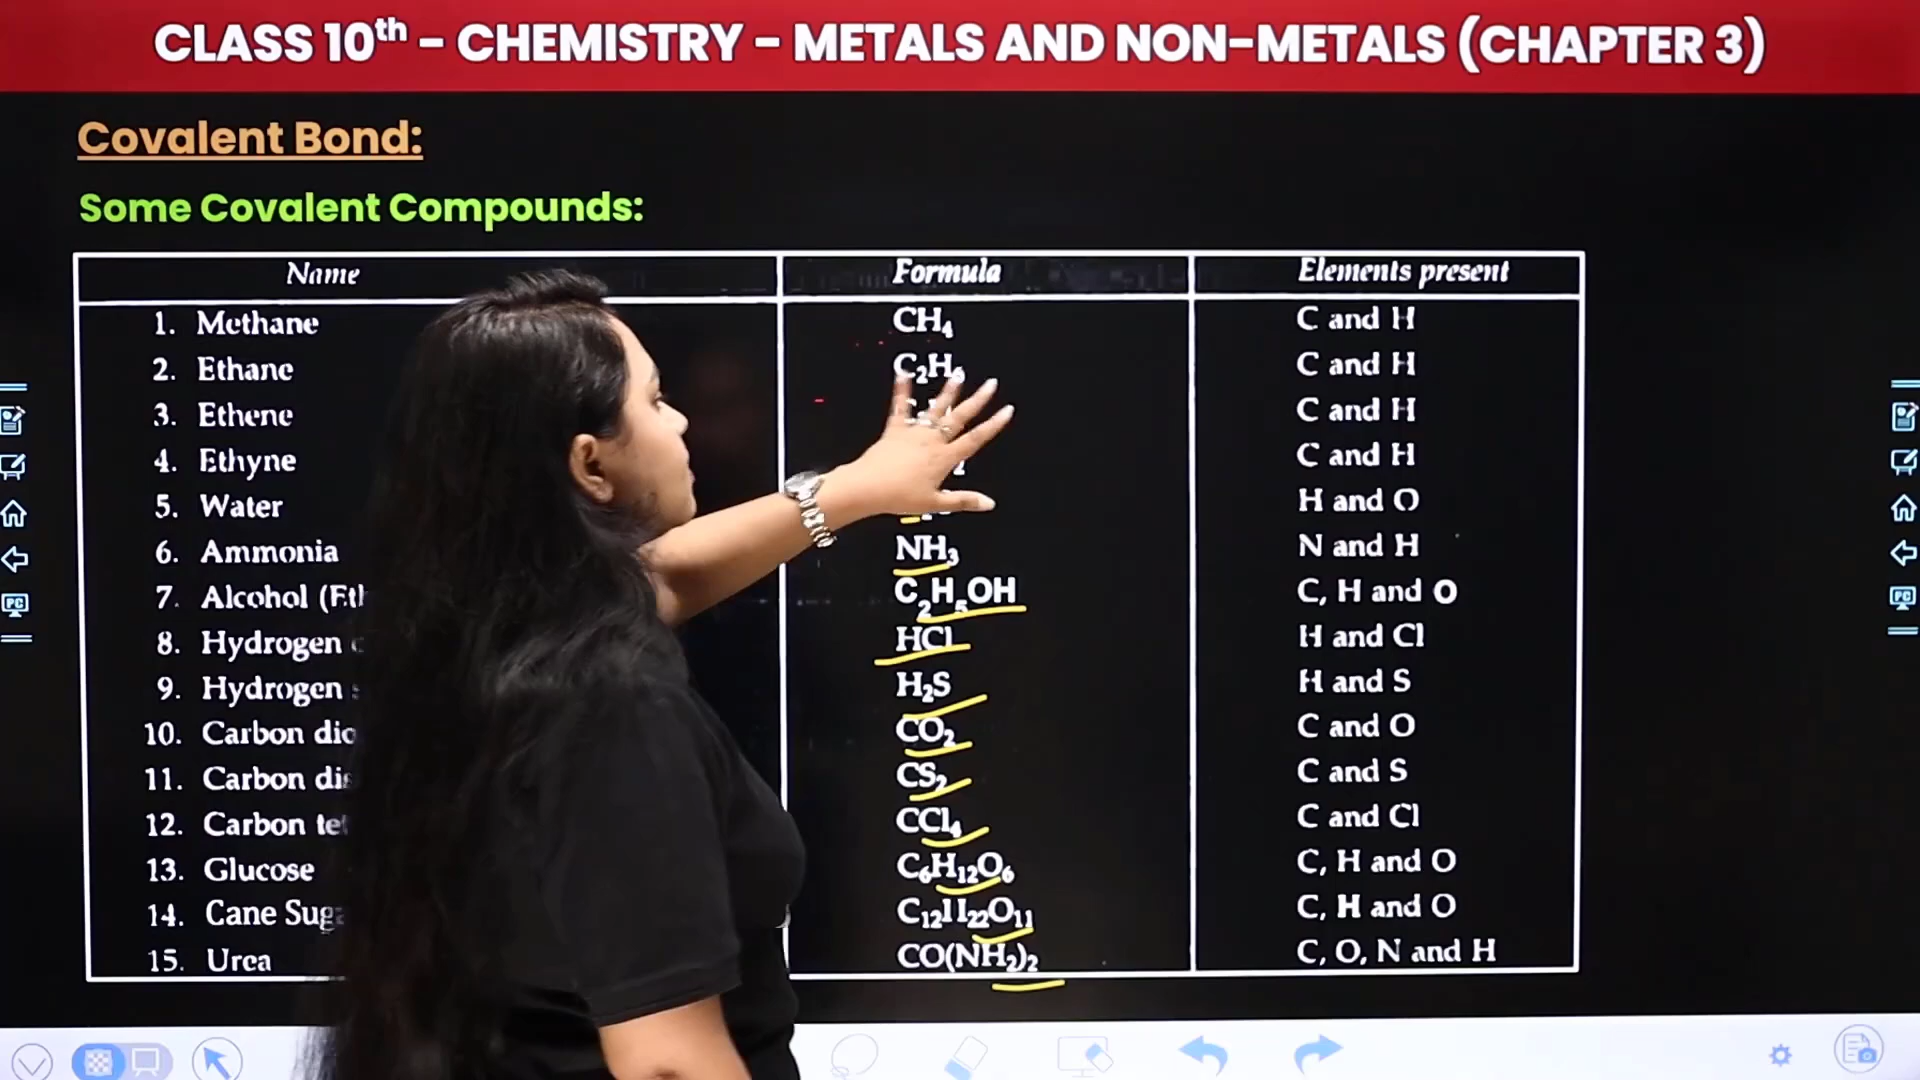 CLASS 10th - CHEMISTRY - METALS AND NON-METALS (CHAPTER 3)
Covalent Bond:
Some Covalent Compounds:
Name Formula Elements present
1. Methane CH₄ C and H
2. Ethane C₂H₆ C and H
3. Ethene C and H
4. Ethyne C and H
5. Water H and O
6. Ammonia NH₃ N and H
7. Alcohol C₂H₅OH C, H and O
8. Hydrogen HCl H and Cl
9. Hydrogen H₂S H and S
10. Carbon CO₂ C and O
11. Carbon CS₂ C and S
12. Carbon CCl₄ C and Cl
13. Glucose C₆H₁₂O₆ C, H and O
14. Cane C₁₂H₂₂O₁₁ C, H and O
15. Urea CO(NH₂)₂ C, O, N and H
PC
PC